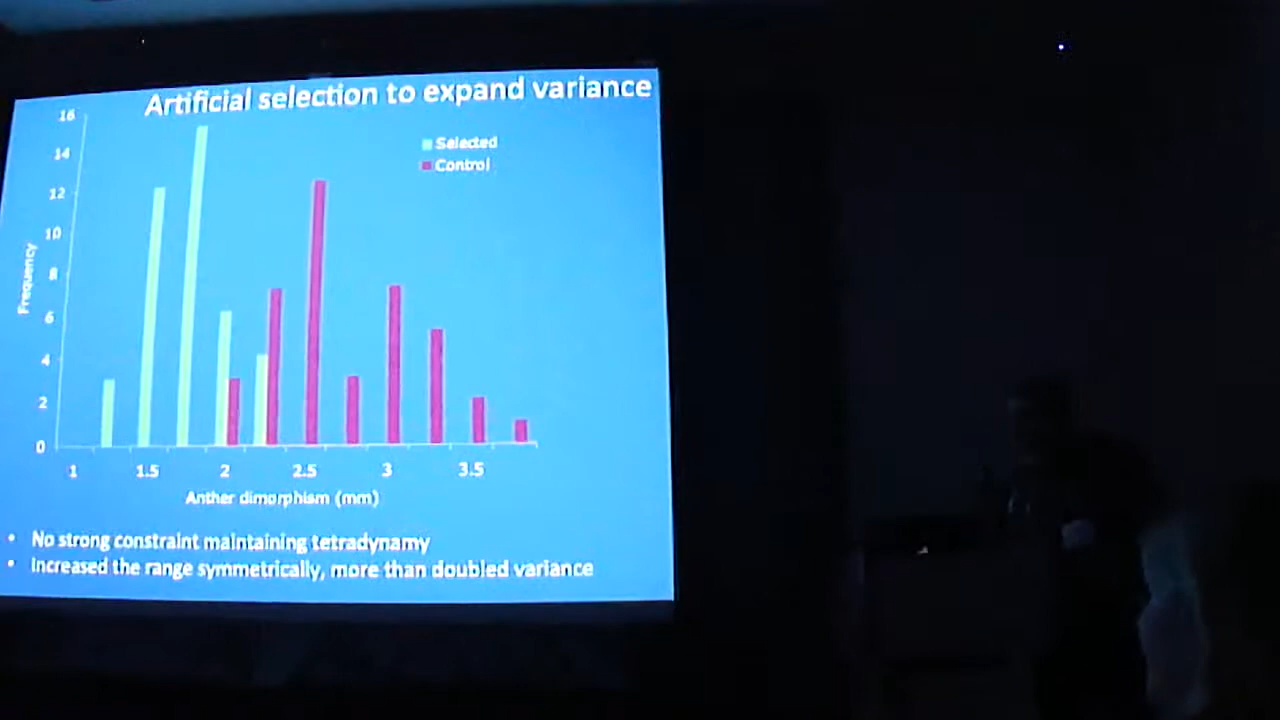 Artificial selection to expand variance
16
14
12
10
8
6
4
2
0
Frequency
Selected
Control
1 1.5 2 2.5 3 3.5
Anther dimorphism (mm)
• No strong constraint maintaining tetradynamy
• Increased the range symmetrically, more than doubled variance